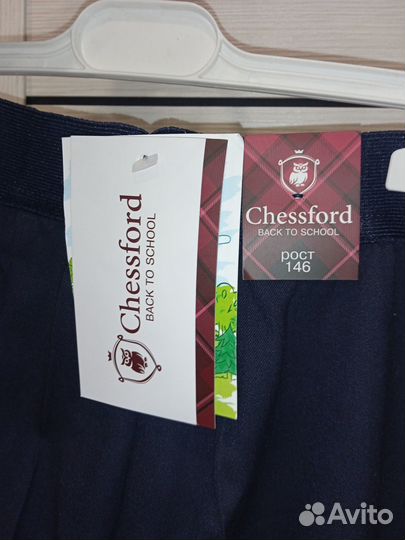 Chessford
BACK TO SCHOOL
Chessford
BACK TO SCHOOL
рост
146
Avito